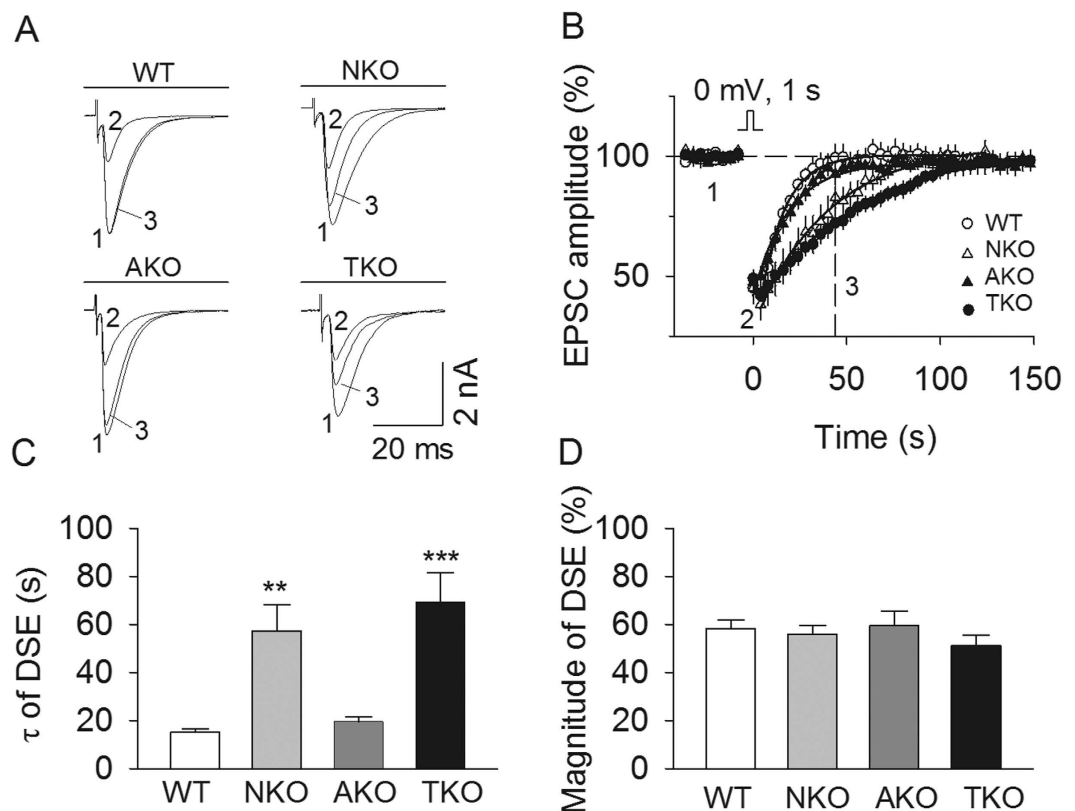 A
WT
2
3
1
NKO
2
3
1
AKO
2
3
1
TKO
2
3
1
2 nA
20 ms
B
0 mV, 1 s
EPSC amplitude (%)
100
50
1
2
3
WT
NKO
AKO
TKO
0 50 100 150
Time (s)
C
τ of DSE (s)
100
80
60
40
20
0
**
***
WT NKO AKO TKO
D
Magnitude of DSE (%)
100
80
60
40
20
0
WT NKO AKO TKO